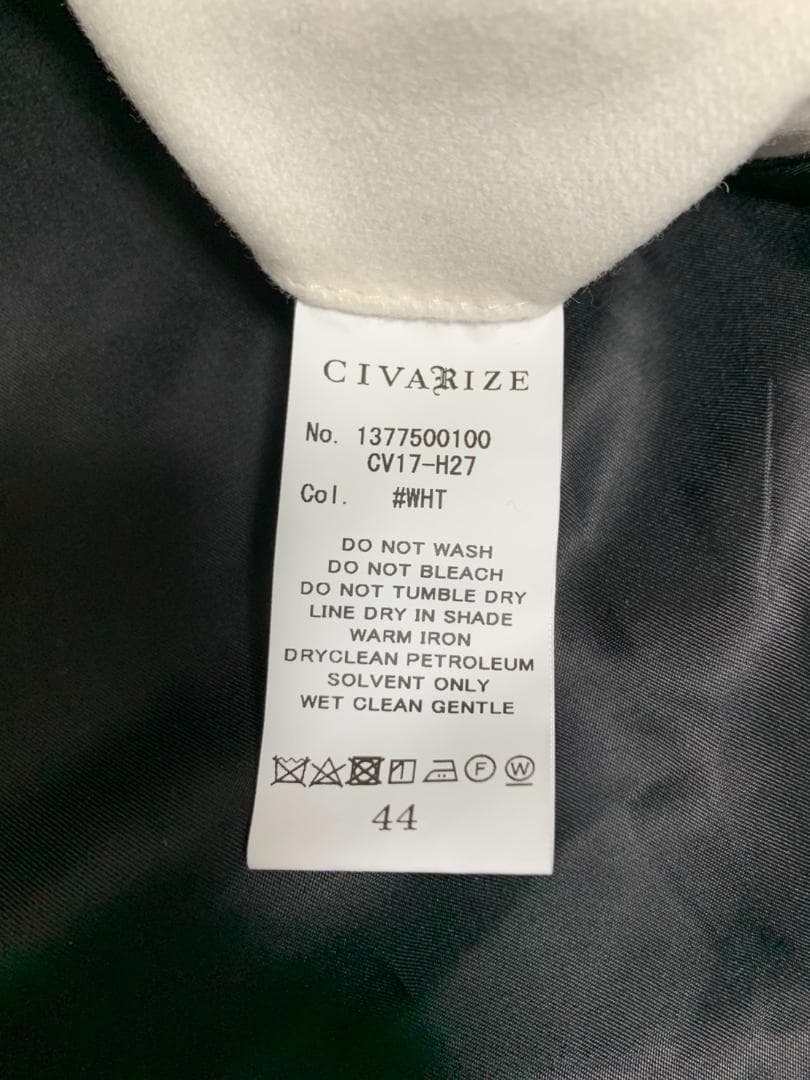 CIVARIZE
No. 1377500100
CV17-H27
Col. #WHT
DO NOT WASH
DO NOT BLEACH
DO NOT TUMBLE DRY
LINE DRY IN SHADE
WARM IRON
DRYCLEAN PETROLEUM
SOLVENT ONLY
WET CLEAN GENTLE
F W
44